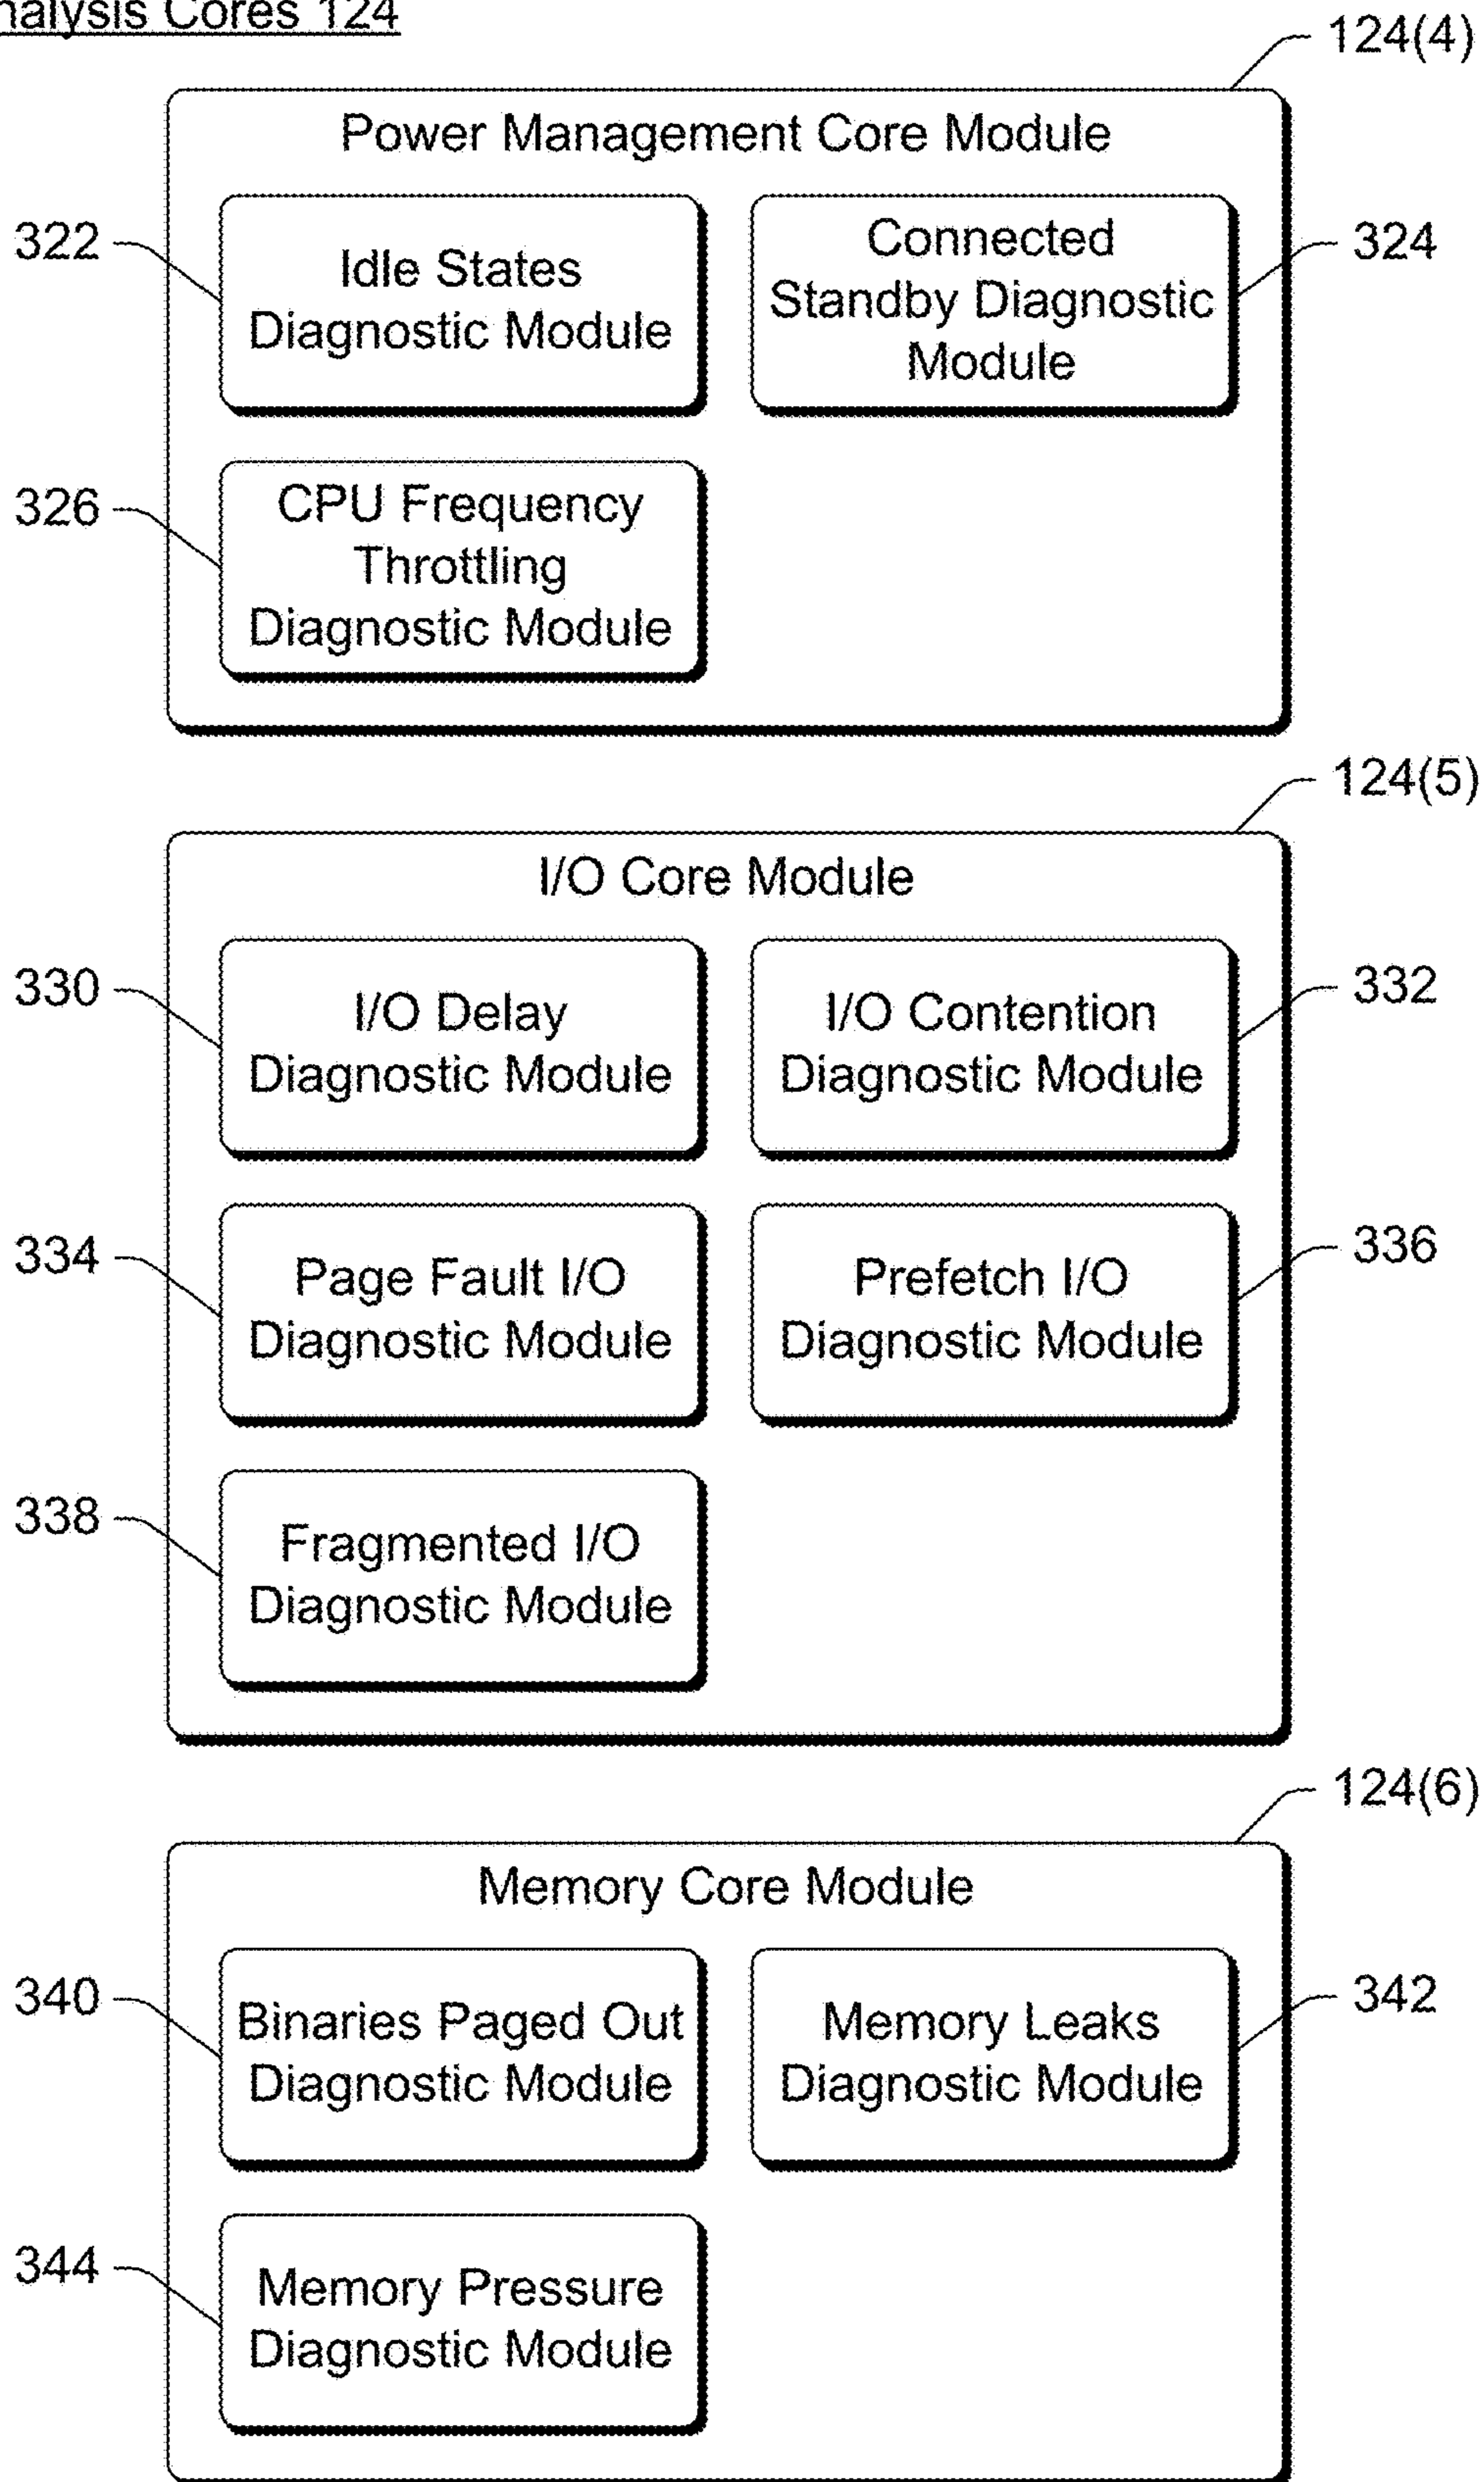 Cores 124
124(4)
Power Management Core Module
322
Idle States
Diagnostic Module
Connected
Standby Diagnostic
Module
324
326
CPU Frequency
Throttling
Diagnostic Module
124(5)
I/O Core Module
330
I/O Delay
Diagnostic Module
I/O Contention
Diagnostic Module
332
334
Page Fault I/O
Diagnostic Module
Prefetch I/O
Diagnostic Module
336
338
Fragmented I/O
Diagnostic Module
124(6)
Memory Core Module
340
Binaries Paged Out
Diagnostic Module
Memory Leaks
Diagnostic Module
342
344
Memory Pressure
Diagnostic Module